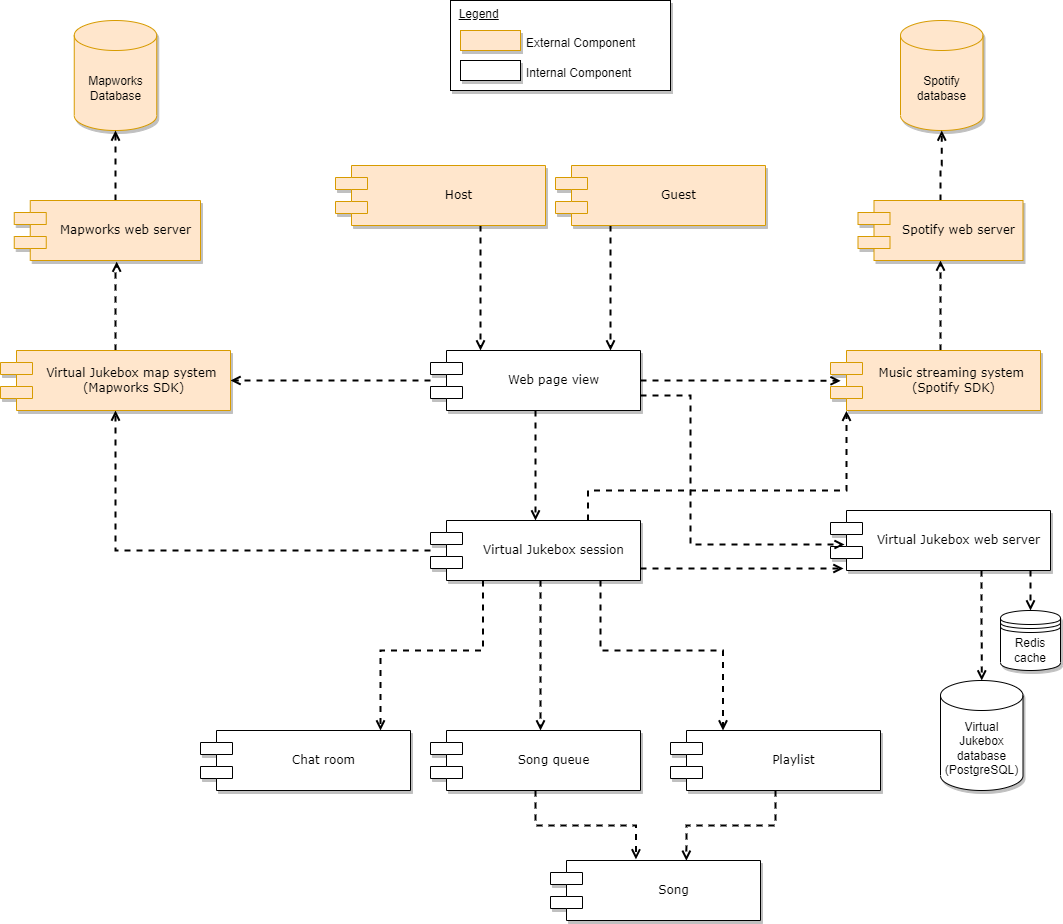 Legend
External Component
Internal Component
Mapworks
Database
Spotify
database
Host
Guest
Mapworks web server
Spotify web server
Virtual Jukebox map system
(Mapworks SDK)
Web page view
Music streaming system
(Spotify SDK)
Virtual Jukebox session
Virtual Jukebox web server
Redis
cache
Virtual
Jukebox
database
(PostgreSQL)
Chat room
Song queue
Playlist
Song